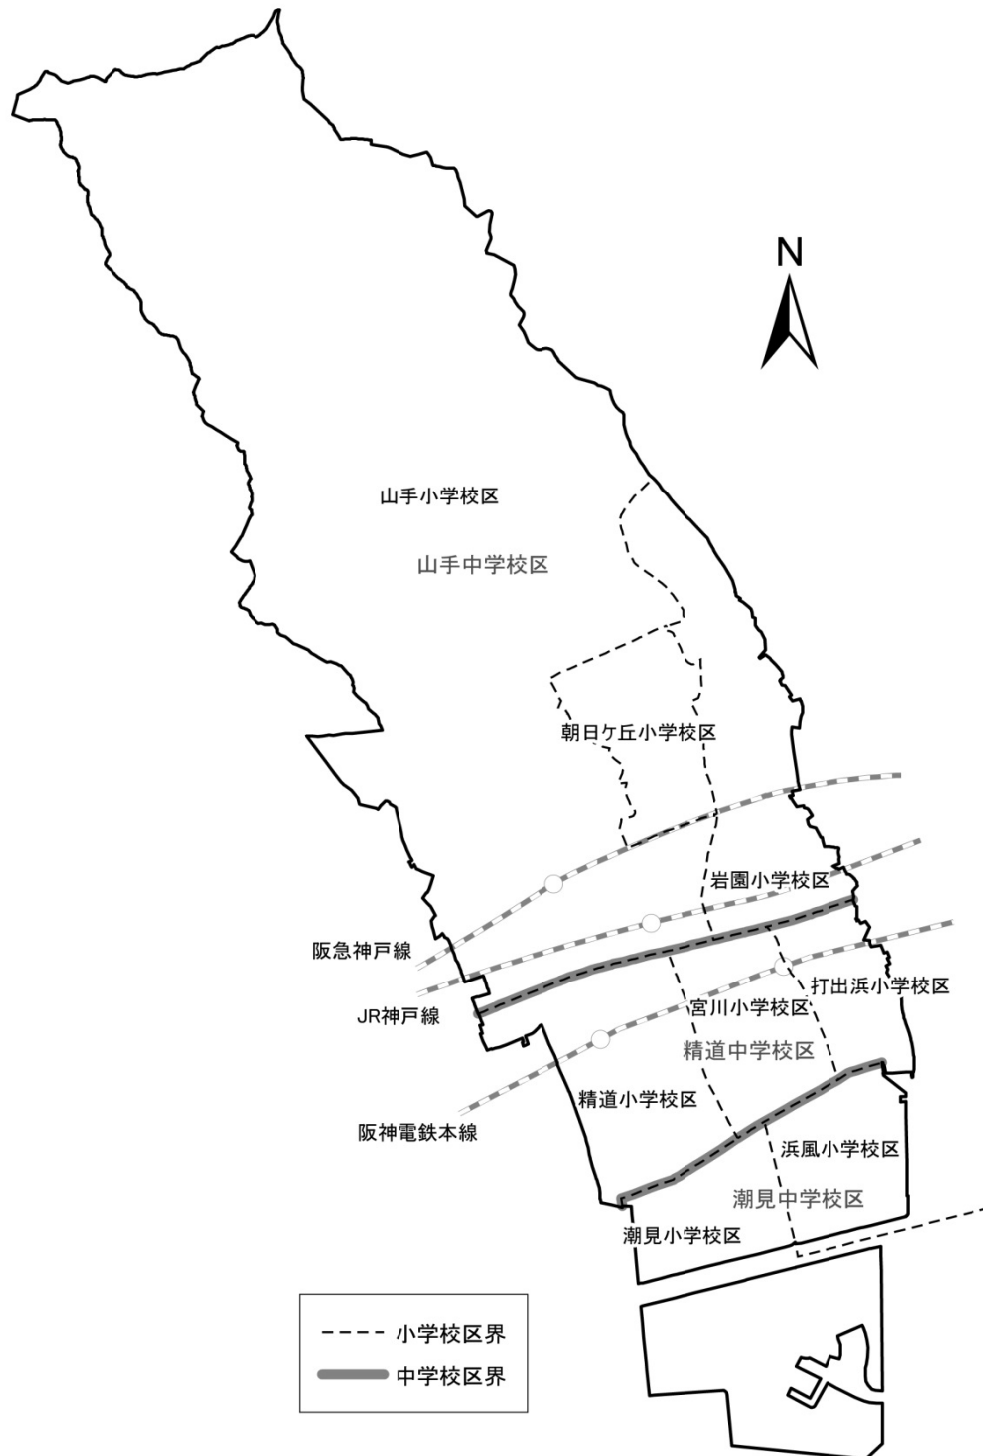 N
山手小学校区
山手中学校区
朝日ケ丘小学校区
岩園小学校区
阪急神戸線
打出浜小学校区
宮川小学校区
JR神戸線
精道中学校区
精道小学校区
阪神電鉄本線
浜風小学校区
潮見中学校区
潮見小学校区
小学校区界
中学校区界